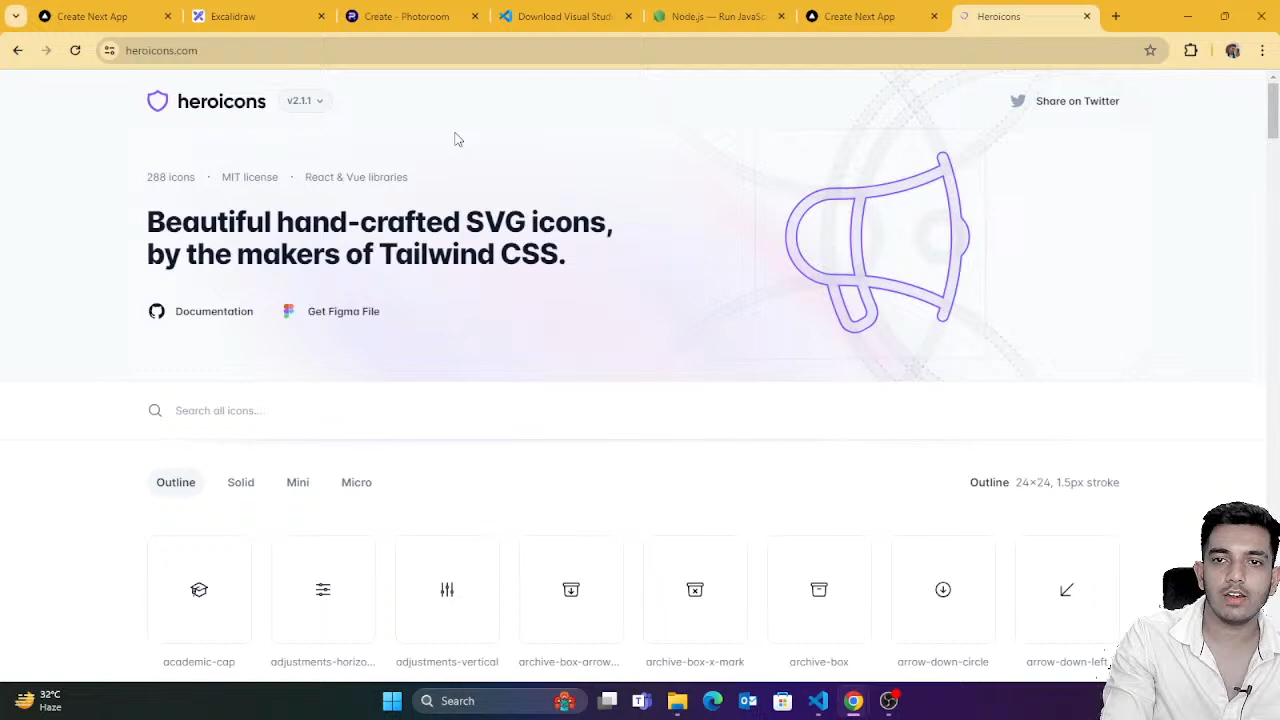 Create Next App
Excalidraw
Create - Photoroom
Download Visual Studi
Node.js — Run JavaSc
Create Next App
Heroicons
heroicons.com
heroicons v2.1.1
Share on Twitter
288 icons · MIT license · React & Vue libraries
Beautiful hand-crafted SVG icons,
by the makers of Tailwind CSS.
Documentation
Get Figma File
Search all icons....
Outline Solid Mini Micro
Outline 24×24, 1.5px stroke
academic-cap
adjustments-horizo...
adjustments-vertical
archive-box-arrow...
archive-box-x-mark
archive-box
arrow-down-circle
arrow-down-left
32°C
Haze
Search